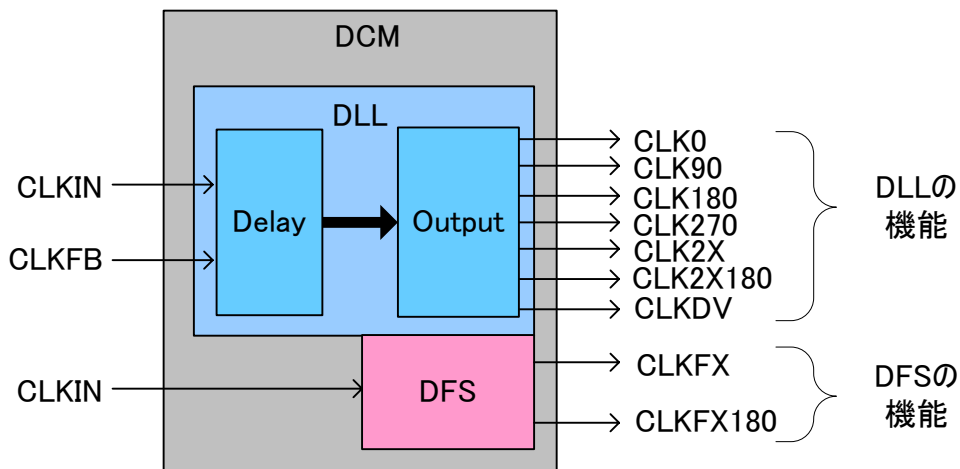 DCM
DLL
CLKIN
CLKFB
Delay
Output
CLK0
CLK90
CLK180
CLK270
CLK2X
CLK2X180
CLKDV
DLLの
機能
CLKIN
DFS
CLKFX
CLKFX180
DFSの
機能